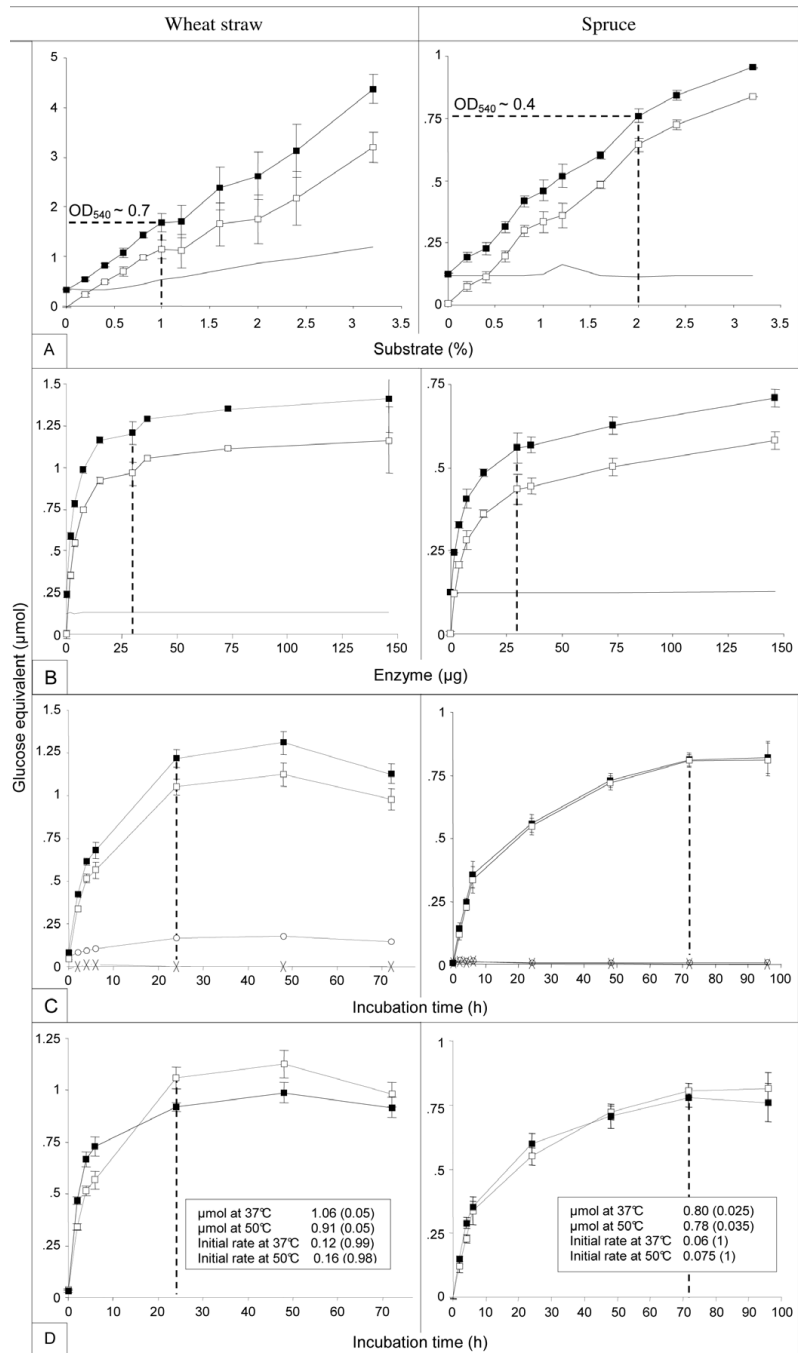 Wheat straw
Spruce
Glucose equivalent (µmol)
5
4
3
2
1
0
OD540 ~ 0.7
0 0.5 1 1.5 2 2.5 3 3.5
1
.75
.5
.25
0
OD540 ~ 0.4
0 0.5 1 1.5 2 2.5 3 3.5
A
Substrate (%)
1.5
1.25
1
.75
.5
.25
0
0 25 50 75 100 125 150
.75
.5
.25
0
0 25 50 75 100 125 150
B
Enzyme (µg)
1.5
1.25
1
.75
.5
.25
0
0 10 20 30 40 50 60 70
1
.75
.5
.25
0
0 10 20 30 40 50 60 70 80 90 100
C
Incubation time (h)
1.25
1
.75
.5
.25
0
0 10 20 30 40 50 60 70
µmol at 37℃ 1.06 (0.05)
µmol at 50℃ 0.91 (0.05)
Initial rate at 37℃ 0.12 (0.99)
Initial rate at 50℃ 0.16 (0.98)
1
.75
.5
.25
0
0 10 20 30 40 50 60 70 80 90 100
µmol at 37℃ 0.80 (0.025)
µmol at 50℃ 0.78 (0.035)
Initial rate at 37℃ 0.06 (1)
Initial rate at 50℃ 0.075 (1)
D
Incubation time (h)